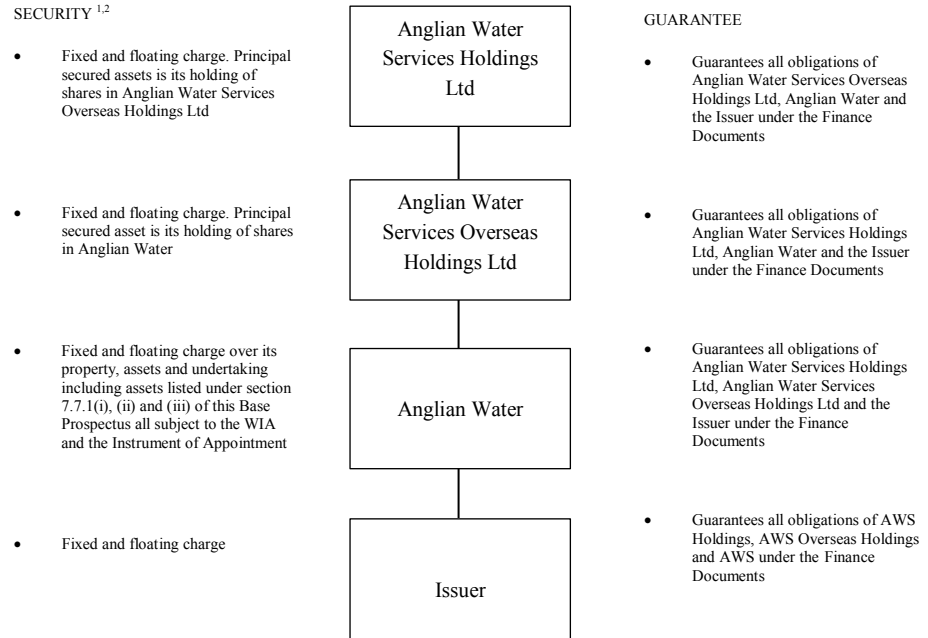 SECURITY 1,2
• Fixed and floating charge. Principal
secured assets is its holding of
shares in Anglian Water Services
Overseas Holdings Ltd
Anglian Water
Services Holdings
Ltd
GUARANTEE
• Guarantees all obligations of
Anglian Water Services Overseas
Holdings Ltd, Anglian Water and
the Issuer under the Finance
Documents
• Fixed and floating charge. Principal
secured asset is its holding of shares
in Anglian Water
Anglian Water
Services Overseas
Holdings Ltd
• Guarantees all obligations of
Anglian Water Services Holdings
Ltd, Anglian Water and the Issuer
under the Finance Documents
• Fixed and floating charge over its
property, assets and undertaking
including assets listed under section
7.7.1(i), (ii) and (iii) of this Base
Prospectus all subject to the WIA
and the Instrument of Appointment
Anglian Water
• Guarantees all obligations of
Anglian Water Services Holdings
Ltd, Anglian Water Services
Overseas Holdings Ltd and the
Issuer under the Finance
Documents
• Fixed and floating charge
Issuer
• Guarantees all obligations of AWS
Holdings, AWS Overseas Holdings
and AWS under the Finance
Documents